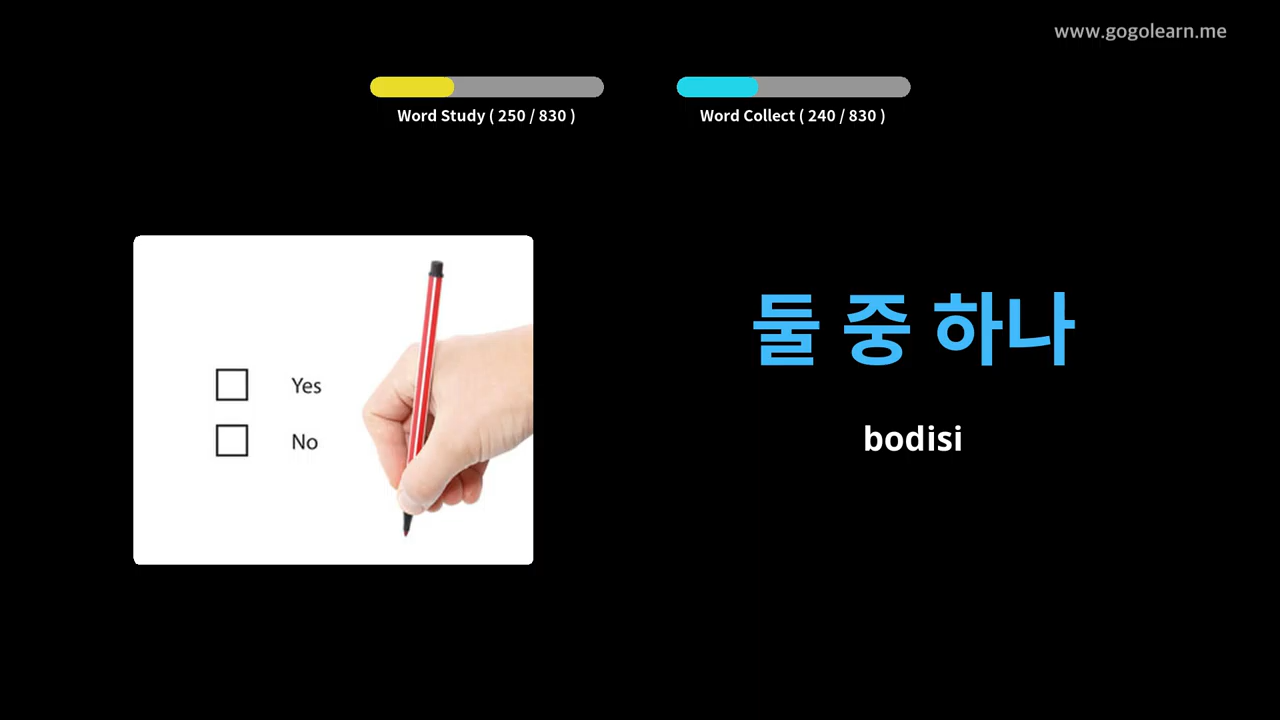 www.gogolearn.me
Word Study ( 250 / 830 )
Word Collect ( 240 / 830 )
Yes
No
둘 중 하나
bodisi